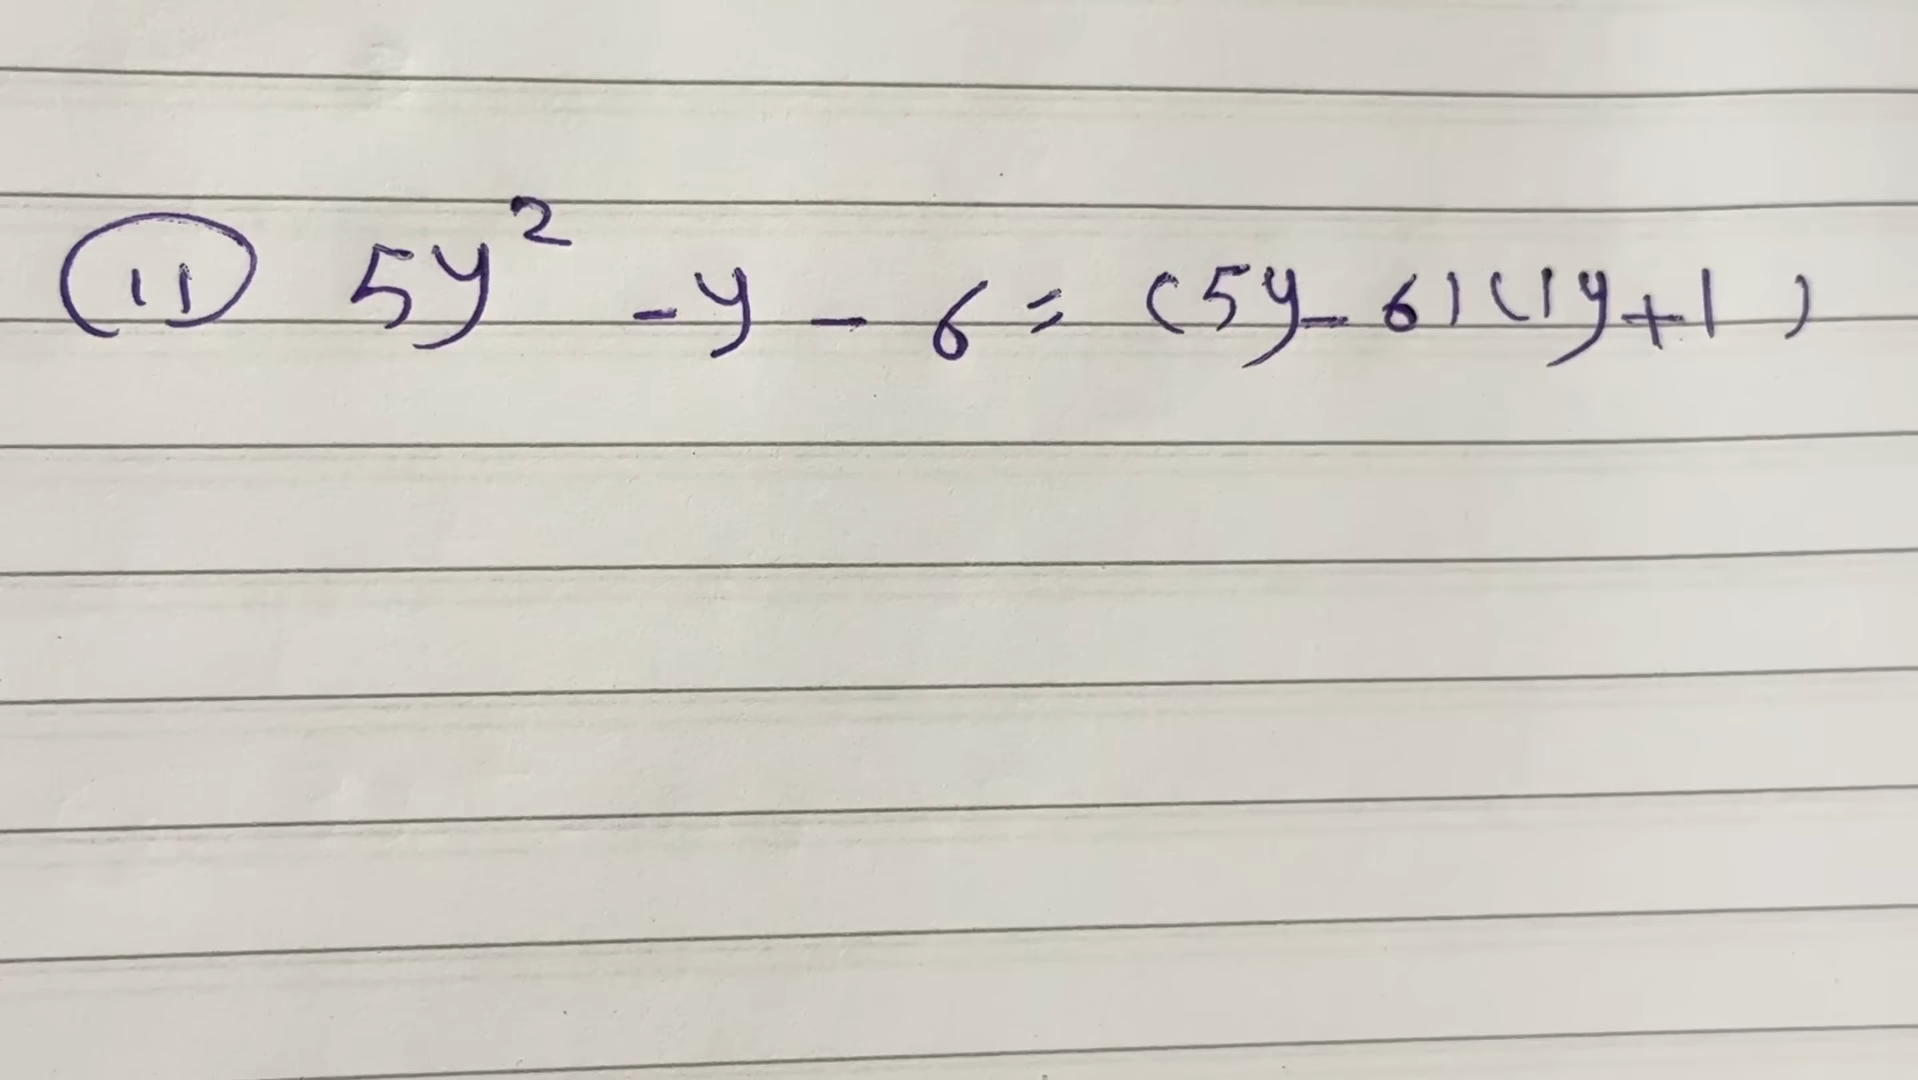 (11) 5y² - y - 6 = (5y - 6) (1y + 1)